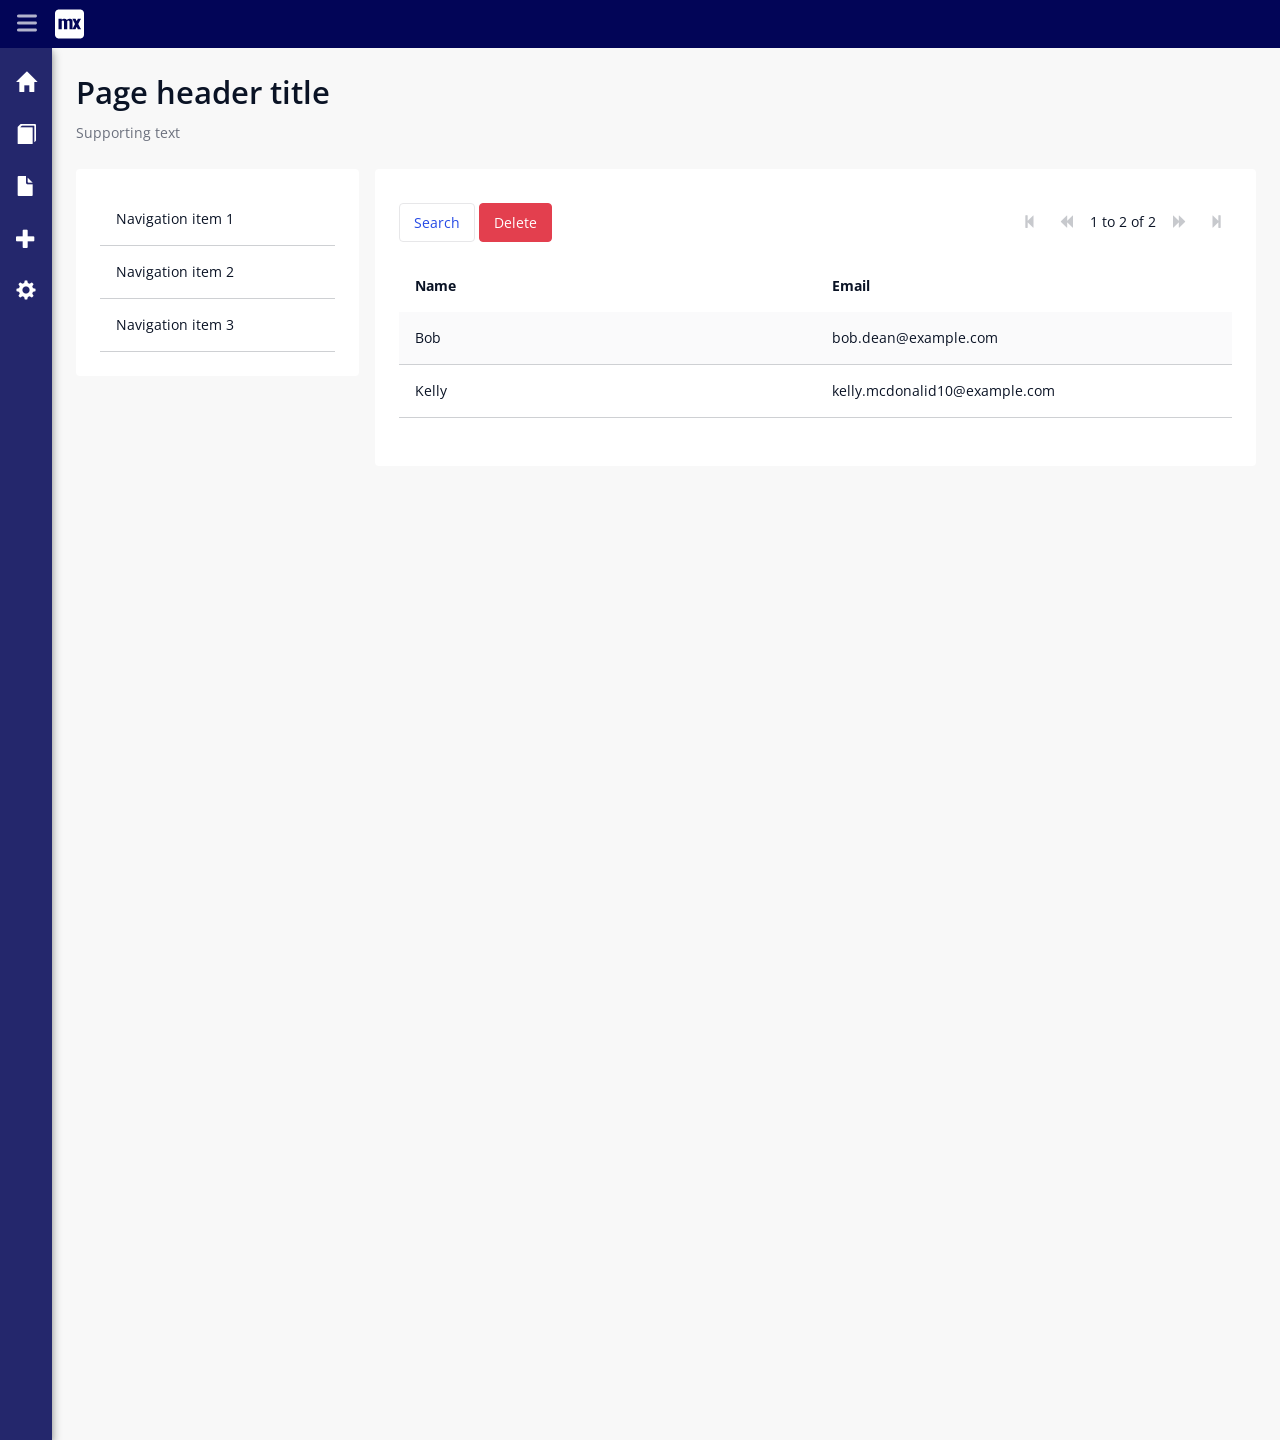 mx
Page header title
Supporting text
Navigation item 1
Navigation item 2
Navigation item 3
Search Delete 1 to 2 of 2
Name Email
Bob bob.dean@example.com
Kelly kelly.mcdonalid10@example.com